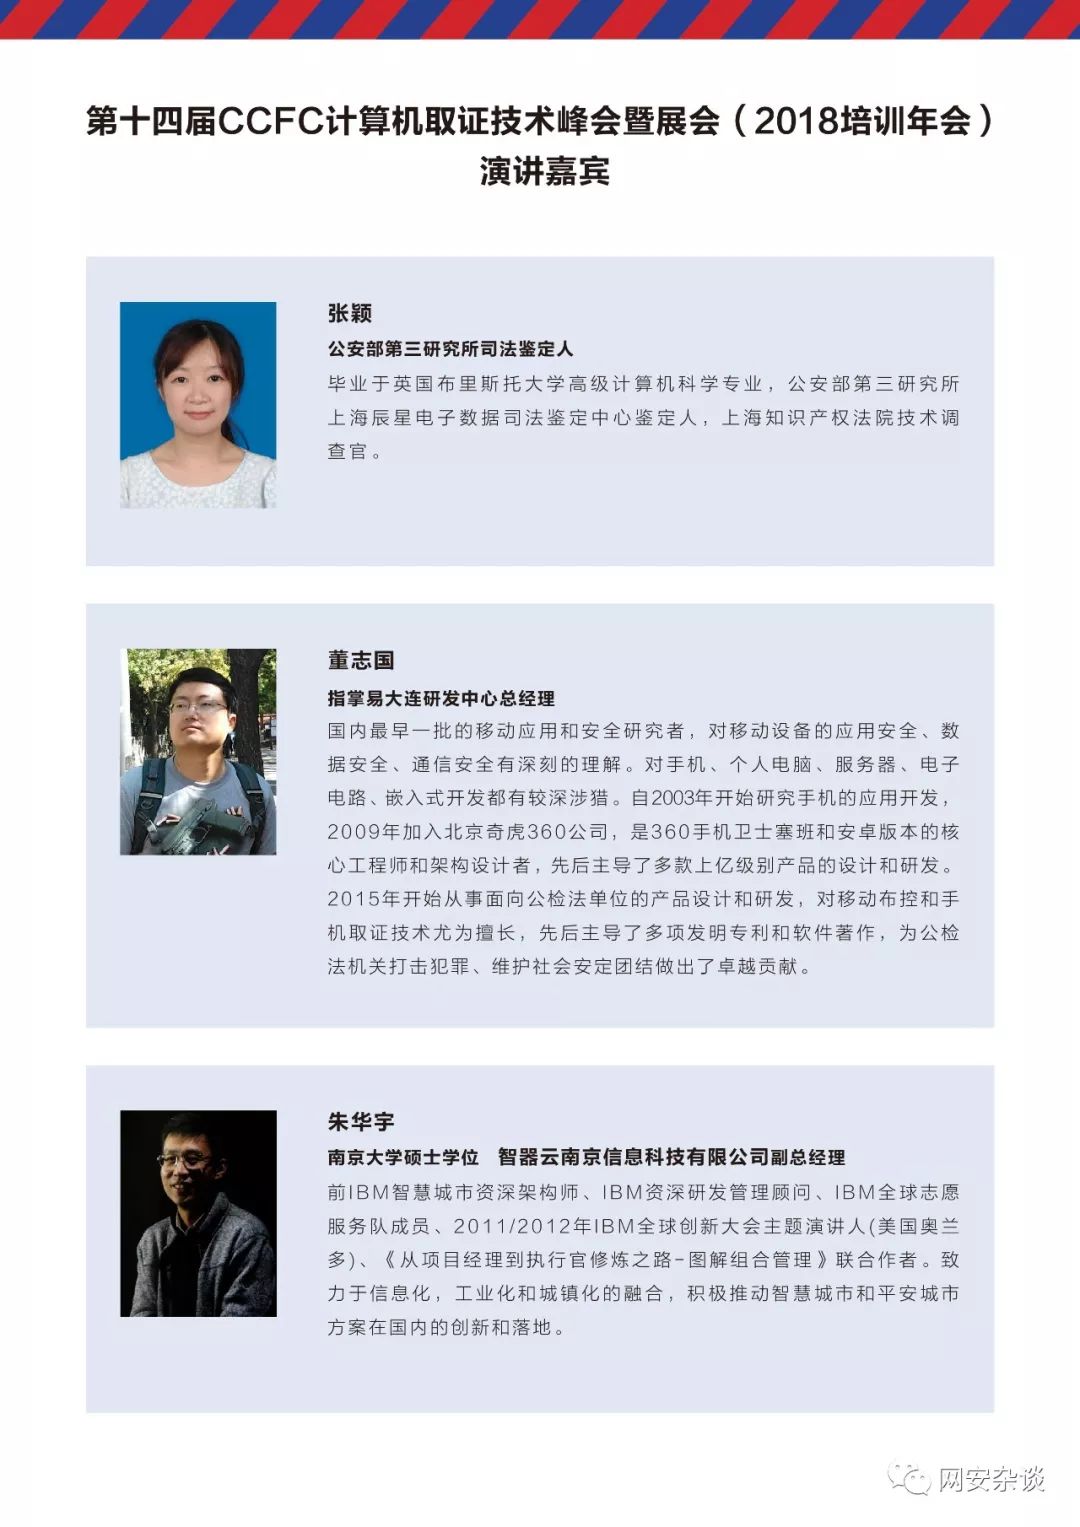 第十四届CCFC计算机取证技术峰会暨展会（2018培训年会）
演讲嘉宾
张颖
公安部第三研究所司法鉴定人
毕业于英国布里斯托大学高级计算机科学专业，公安部第三研究所
上海辰星电子数据司法鉴定中心鉴定人，上海知识产权法院技术调
查官。
董志国
指掌易大连研发中心总经理
国内最早一批的移动应用和安全研究者，对移动设备的应用安全、数
据安全、通信安全有深刻的理解。对手机、个人电脑、服务器、电子
电路、嵌入式开发都有较深涉猎。自2003年开始研究手机的应用开发，
2009年加入北京奇虎360公司，是360手机卫士塞班和安卓版本的核
心工程师和架构设计者，先后主导了多款上亿级别产品的设计和研发。
2015年开始从事面向公检法单位的产品设计和研发，对移动布控和手
机取证技术尤为擅长，先后主导了多项发明专利和软件著作，为公检
法机关打击犯罪、维护社会安定团结做出了卓越贡献。
朱华宇
南京大学硕士学位 智器云南京信息科技有限公司副总经理
前IBM智慧城市资深架构师、IBM资深研发管理顾问、IBM全球志愿
服务队成员、2011/2012年IBM全球创新大会主题演讲人(美国奥兰
多)、《从项目经理到执行官修炼之路-图解组合管理》联合作者。致
力于信息化，工业化和城镇化的融合，积极推动智慧城市和平安城市
方案在国内的创新和落地。
网安杂谈